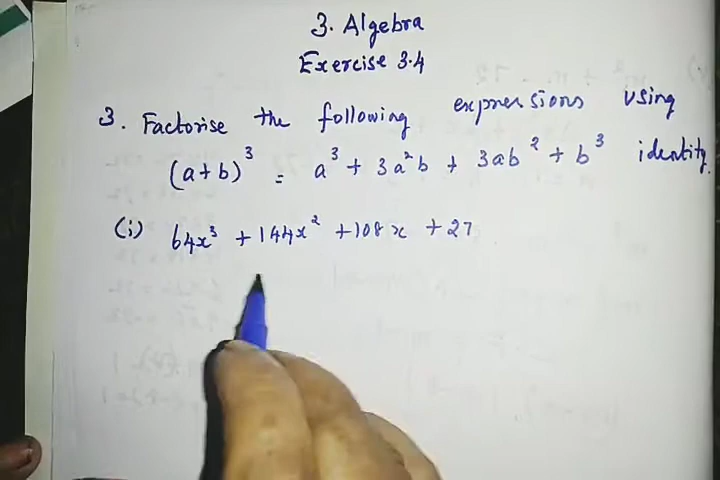 3. Algebra
Exercise 3.4
3. Factorise the following expressions using
(a+b)³ = a³ + 3a²b + 3ab² + b³ identity.
(i) 64x³ + 144x² + 108x + 27